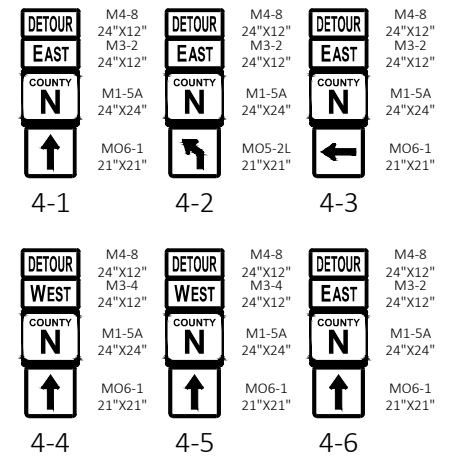 DETOUR
M4-8
24"X12"
EAST
M3-2
24"X12"
COUNTY
N
M1-5A
24"X24"
MO6-1
21"X21"
4-1
DETOUR
M4-8
24"X12"
EAST
M3-2
24"X12"
COUNTY
N
M1-5A
24"X24"
MO5-2L
21"X21"
4-2
DETOUR
M4-8
24"X12"
EAST
M3-2
24"X12"
COUNTY
N
M1-5A
24"X24"
MO6-1
21"X21"
4-3
DETOUR
M4-8
24"X12"
WEST
M3-4
24"X12"
COUNTY
N
M1-5A
24"X24"
MO6-1
21"X21"
4-4
DETOUR
M4-8
24"X12"
WEST
M3-4
24"X12"
COUNTY
N
M1-5A
24"X24"
MO6-1
21"X21"
4-5
DETOUR
M4-8
24"X12"
EAST
M3-2
24"X12"
COUNTY
N
M1-5A
24"X24"
MO6-1
21"X21"
4-6